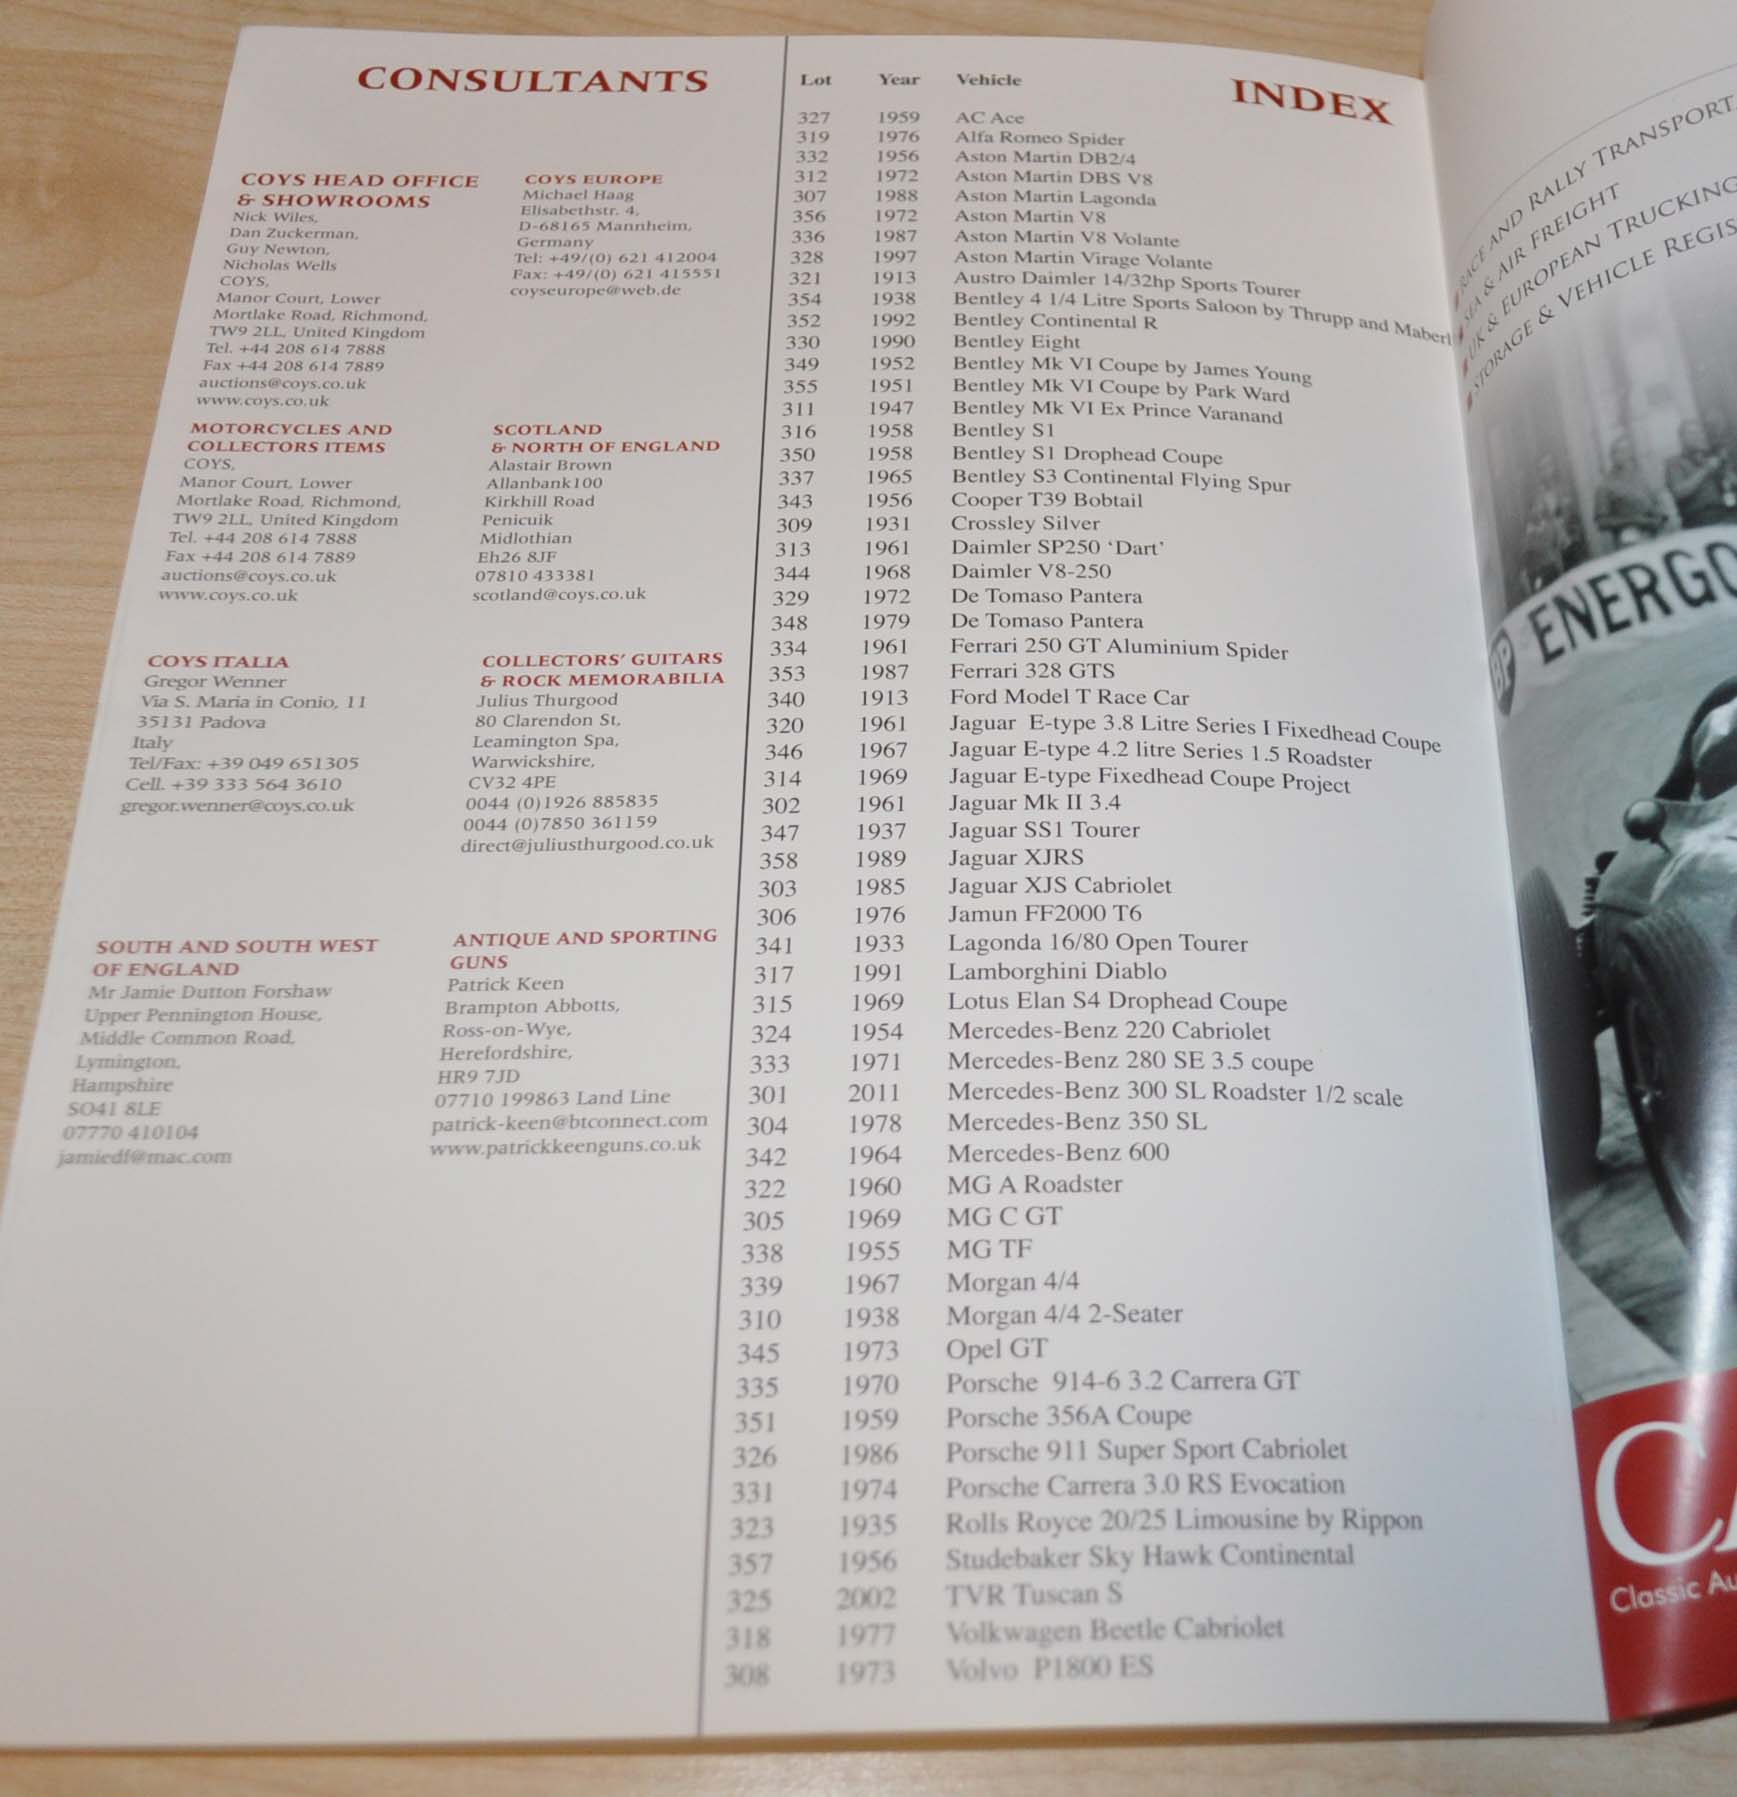 CONSULTANTS
COYS HEAD OFFICE
& SHOWROOMS
Nick Wiles,
Dan Zuckerman,
Guy Newton,
Nicholas Wells
COYS,
Manor Court, Lower
Mortlake Road, Richmond,
TW9 2LL, United Kingdom
Tel. +44 208 614 7888
Fax +44 208 614 7889
auctions@coys.co.uk
www.coys.co.uk
COYS EUROPE
Michael Haag
Elisabethstr. 4,
D-68165 Mannheim,
Germany
Tel: +49/(0) 621 412004
Fax: +49/(0) 621 415551
coyseurope@web.de
MOTORCYCLES AND
COLLECTORS ITEMS
COYS,
Manor Court, Lower
Mortlake Road, Richmond,
TW9 2LL, United Kingdom
Tel. +44 208 614 7888
Fax +44 208 614 7889
auctions@coys.co.uk
www.coys.co.uk
SCOTLAND
& NORTH OF ENGLAND
Alastair Brown
Allanbank100
Kirkhill Road
Penicuik
Midlothian
Eh26 8JF
07810 433381
scotland@coys.co.uk
COYS ITALIA
Gregor Wenner
Via S. Maria in Conio, 11
35131 Padova
Italy
Tel/Fax: +39 049 651305
Cell. +39 333 564 3610
gregor.wenner@coys.co.uk
COLLECTORS' GUITARS
& ROCK MEMORABILIA
Julius Thurgood
80 Clarendon St,
Leamington Spa,
Warwickshire,
CV32 4PE
0044 (0)1926 885835
0044 (0)7850 361159
direct@juliusthurgood.co.uk
SOUTH AND SOUTH WEST
OF ENGLAND
Mr Jamie Dutton Forshaw
Upper Pennington House,
Middle Common Road,
Lymington,
Hampshire
SO41 8LE
07770 410104
jamiedf@mac.com
ANTIQUE AND SPORTING
GUNS
Patrick Keen
Brampton Abbotts,
Ross-on-Wye,
Herefordshire,
HR9 7JD
07710 199863 Land Line
patrick-keen@btconnect.com
www.patrickkeenguns.co.uk
INDEX
Lot Year Vehicle
327 1959 AC Ace
319 1976 Alfa Romeo Spider
332 1956 Aston Martin DB2/4
312 1972 Aston Martin DBS V8
307 1988 Aston Martin Lagonda
356 1972 Aston Martin V8
336 1987 Aston Martin V8 Volante
328 1997 Aston Martin Virage Volante
321 1913 Austro Daimler 14/32hp Sports Tourer
354 1938 Bentley 4 1/4 Litre Sports Saloon by Thrupp and Maberl
352 1992 Bentley Continental R
330 1990 Bentley Eight
349 1952 Bentley Mk VI Coupe by James Young
355 1951 Bentley Mk VI Coupe by Park Ward
311 1947 Bentley Mk VI Ex Prince Varanand
316 1958 Bentley S1
350 1958 Bentley S1 Drophead Coupe
337 1965 Bentley S3 Continental Flying Spur
343 1956 Cooper T39 Bobtail
309 1931 Crossley Silver
313 1961 Daimler SP250 'Dart'
344 1968 Daimler V8-250
329 1972 De Tomaso Pantera
348 1979 De Tomaso Pantera
334 1961 Ferrari 250 GT Aluminium Spider
353 1987 Ferrari 328 GTS
340 1913 Ford Model T Race Car
320 1961 Jaguar E-type 3.8 Litre Series I Fixedhead Coupe
346 1967 Jaguar E-type 4.2 litre Series 1.5 Roadster
314 1969 Jaguar E-type Fixedhead Coupe Project
302 1961 Jaguar Mk II 3.4
347 1937 Jaguar SS1 Tourer
358 1989 Jaguar XJRS
303 1985 Jaguar XJS Cabriolet
306 1976 Jamun FF2000 T6
341 1933 Lagonda 16/80 Open Tourer
317 1991 Lamborghini Diablo
315 1969 Lotus Elan S4 Drophead Coupe
324 1954 Mercedes-Benz 220 Cabriolet
333 1971 Mercedes-Benz 280 SE 3.5 coupe
301 2011 Mercedes-Benz 300 SL Roadster 1/2 scale
304 1978 Mercedes-Benz 350 SL
342 1964 Mercedes-Benz 600
322 1960 MG A Roadster
305 1969 MG C GT
338 1955 MG TF
339 1967 Morgan 4/4
310 1938 Morgan 4/4 2-Seater
345 1973 Opel GT
335 1970 Porsche 914-6 3.2 Carrera GT
351 1959 Porsche 356A Coupe
326 1986 Porsche 911 Super Sport Cabriolet
331 1974 Porsche Carrera 3.0 RS Evocation
323 1935 Rolls Royce 20/25 Limousine by Rippon
357 1956 Studebaker Sky Hawk Continental
325 2002 TVR Tuscan S
318 1977 Volkwagen Beetle Cabriolet
308 1973 Volvo P1800 ES
RACE AND RALLY TRANSPORT
SEA & AIR FREIGHT
UK & EUROPEAN TRUCKING
STORAGE & VEHICLE REGIS
BP ENERGO
Classic Au